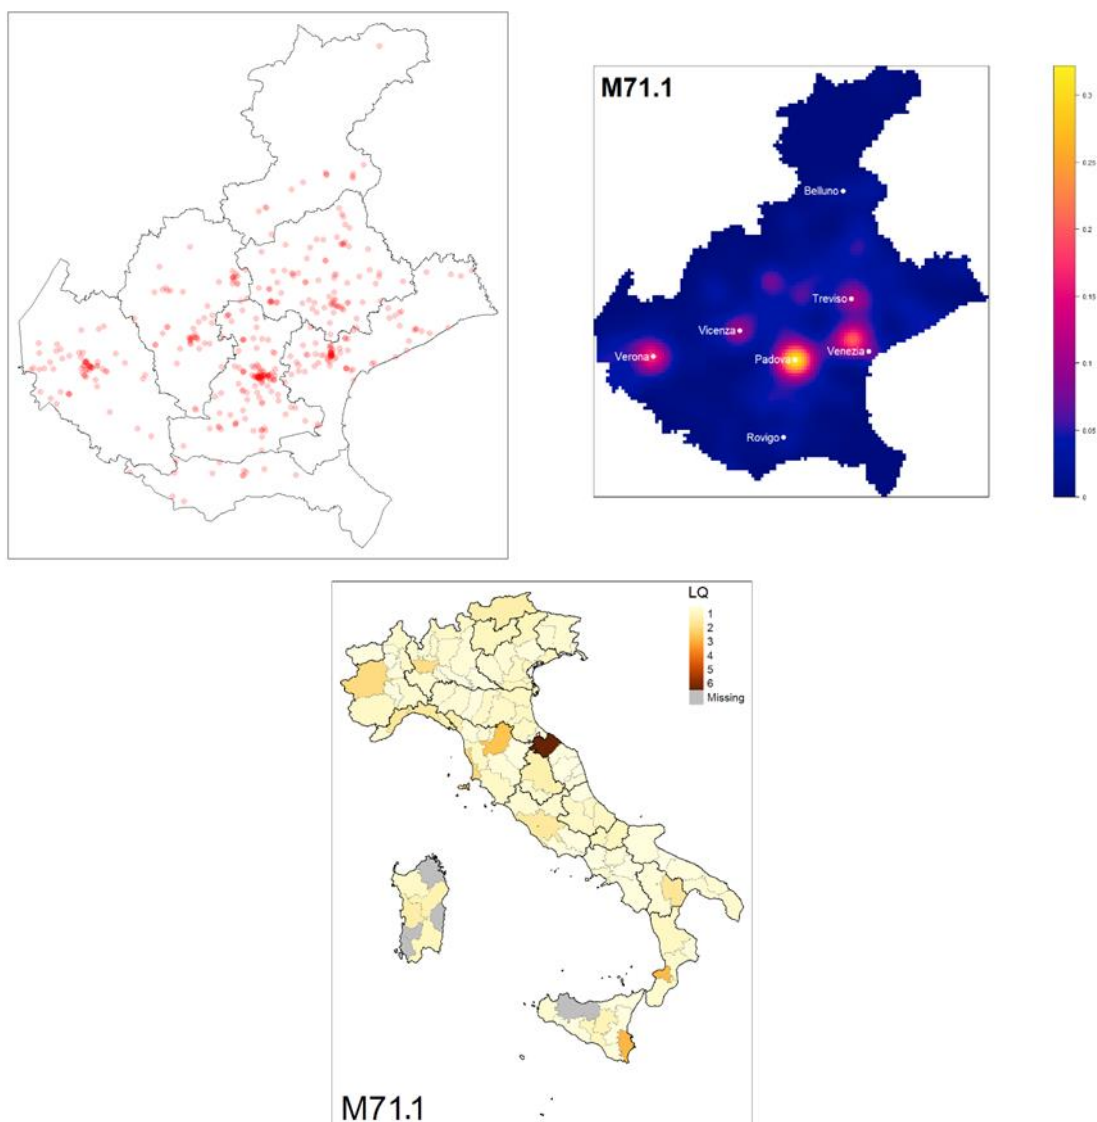 M71.1
Belluno
Treviso
Vicenza
Verona
Padova
Venezia
Rovigo
0.3
0.25
0.2
0.15
0.1
0.05
0
LQ
1
2
3
4
5
6
Missing
M71.1